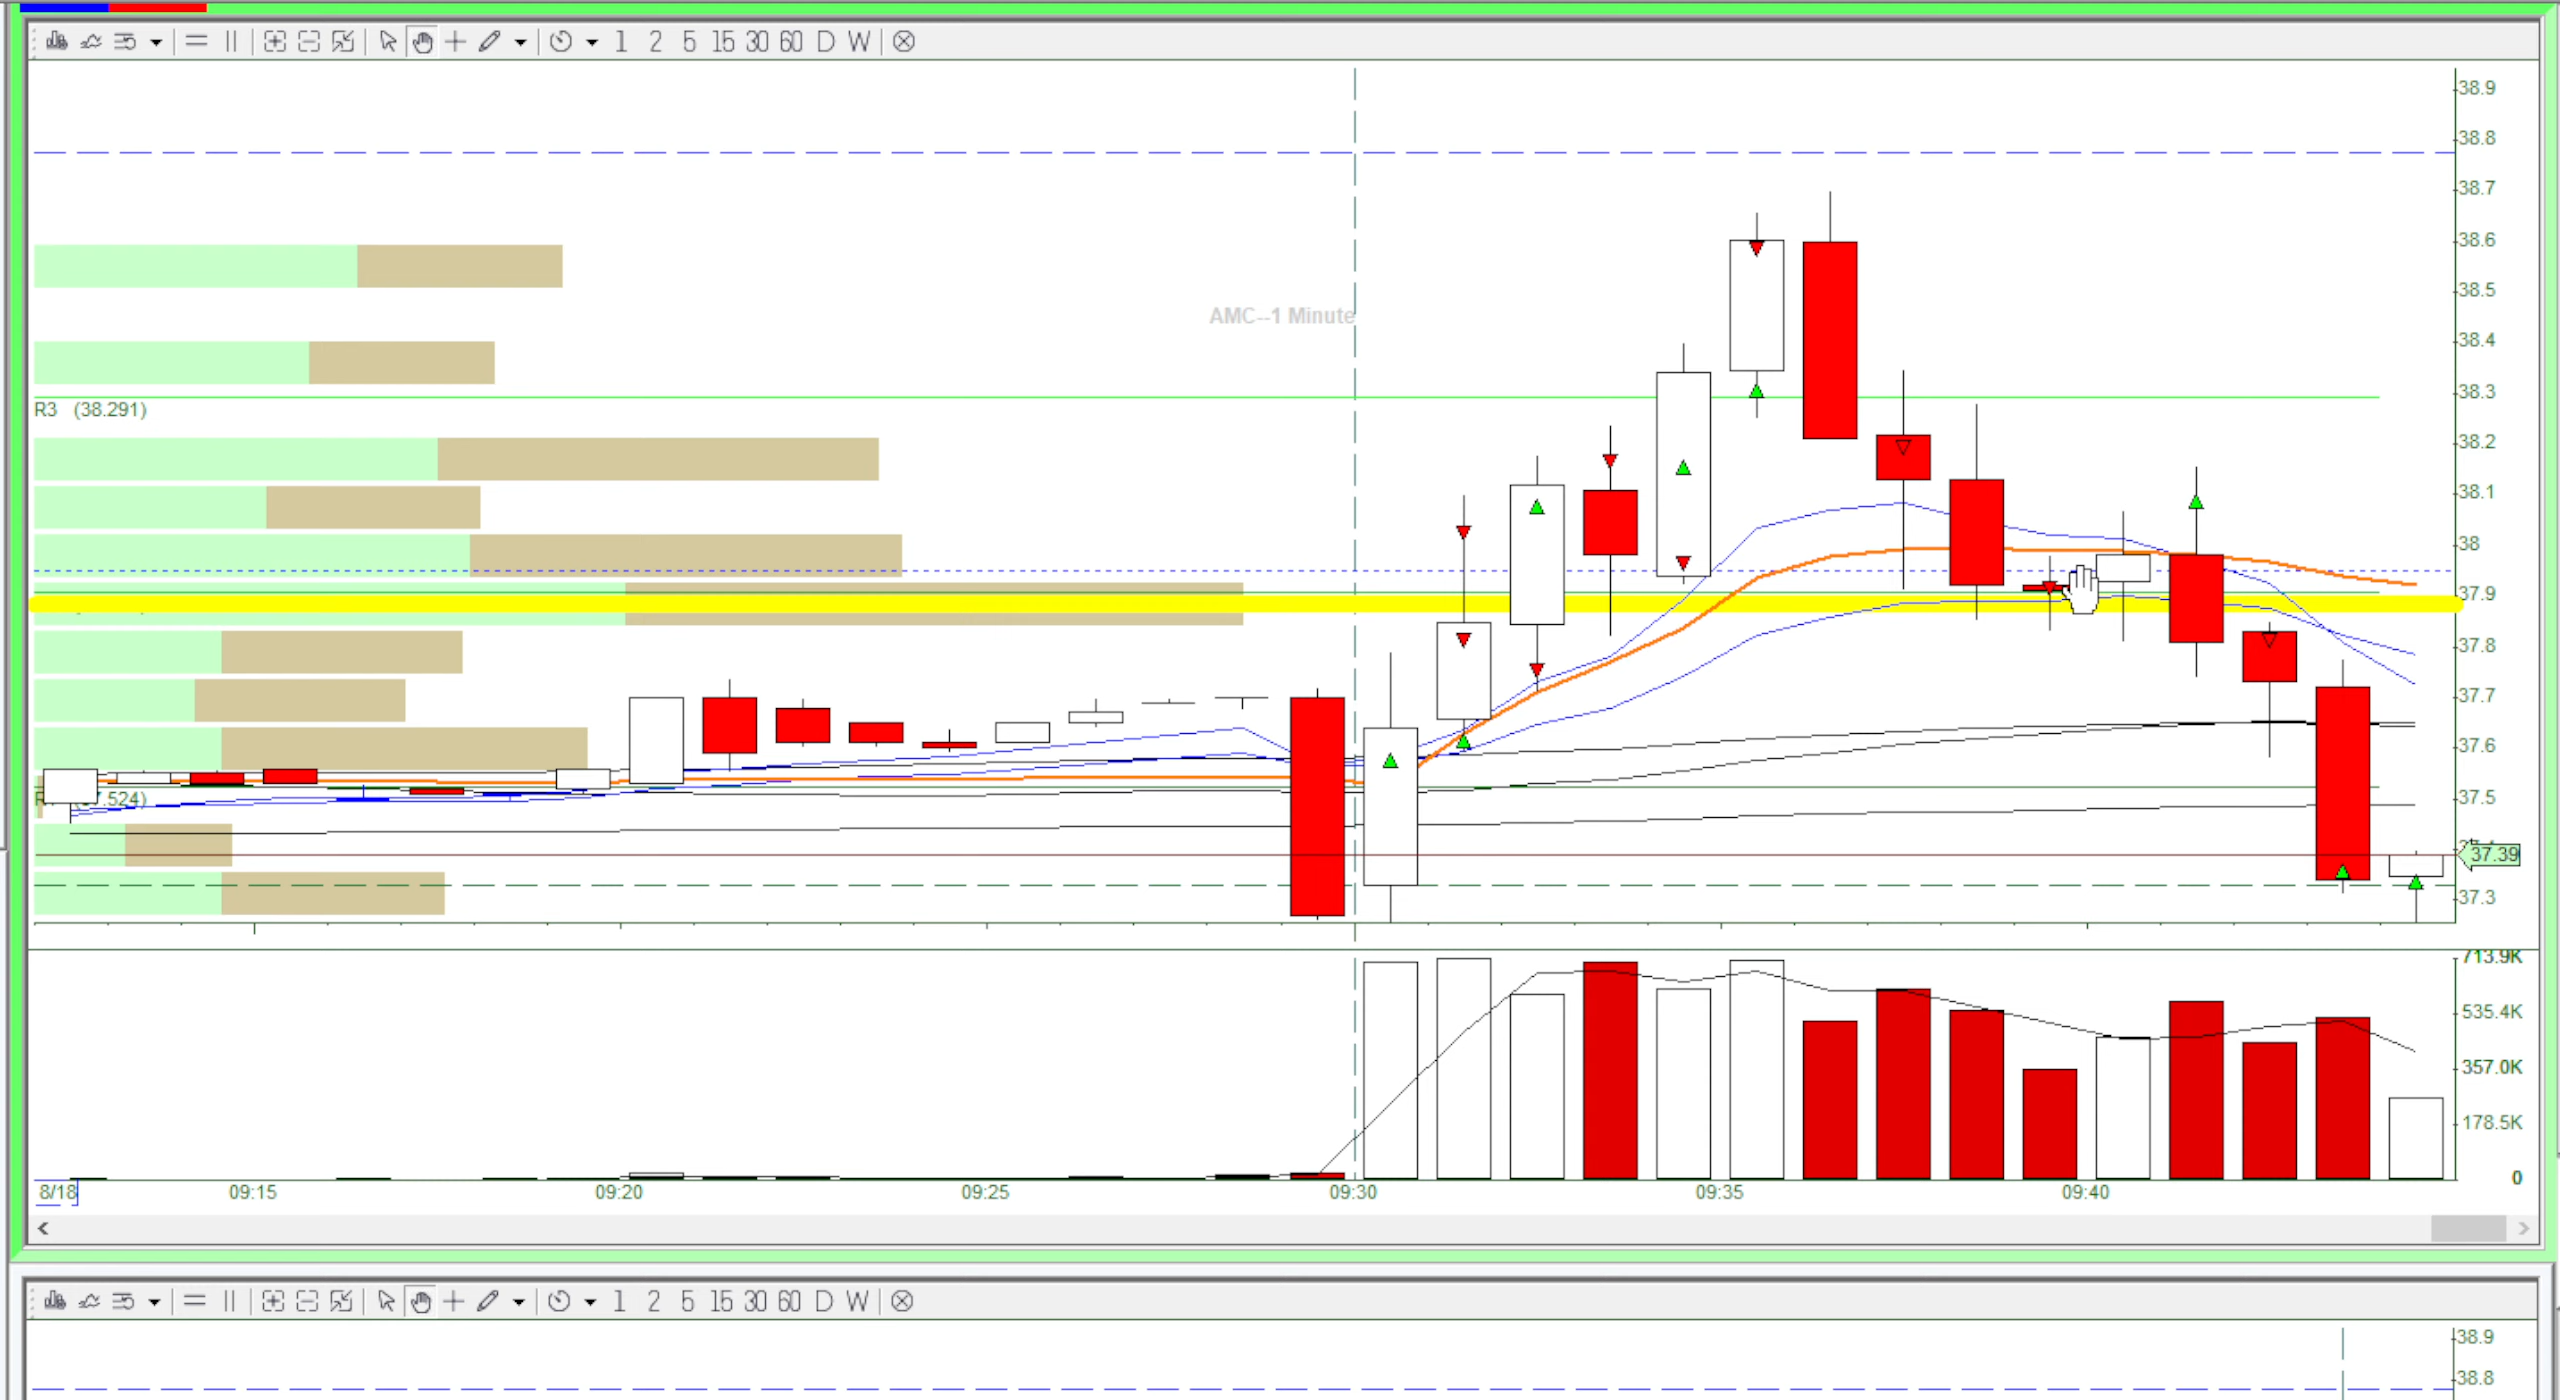 1 2 5 15 30 60 D W
38.9
38.8
38.7
38.6
38.5
AMC--1 Minute
38.4
38.3
R3 (38.291)
38.2
38.1
38
37.9
37.8
37.7
37.6
37.5
37.39
37.3
713.9K
535.4K
357.0K
178.5K
0
8/18 09:15 09:20 09:25 09:30 09:35 09:40
1 2 5 15 30 60 D W
38.9
38.8